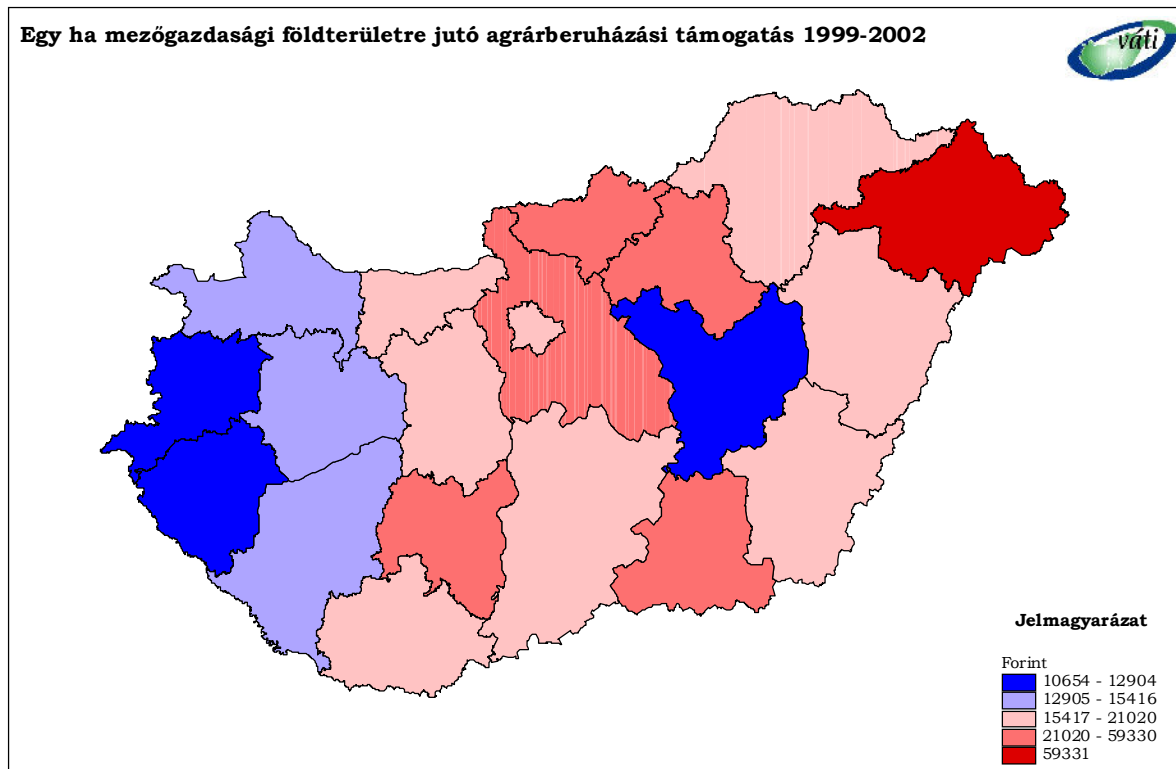 Egy ha mezőgazdasági földterületre jutó agrárberuházási támogatás 1999-2002
váti
Jelmagyarázat
Forint
10654 - 12904
12905 - 15416
15417 - 21020
21020 - 59330
59331